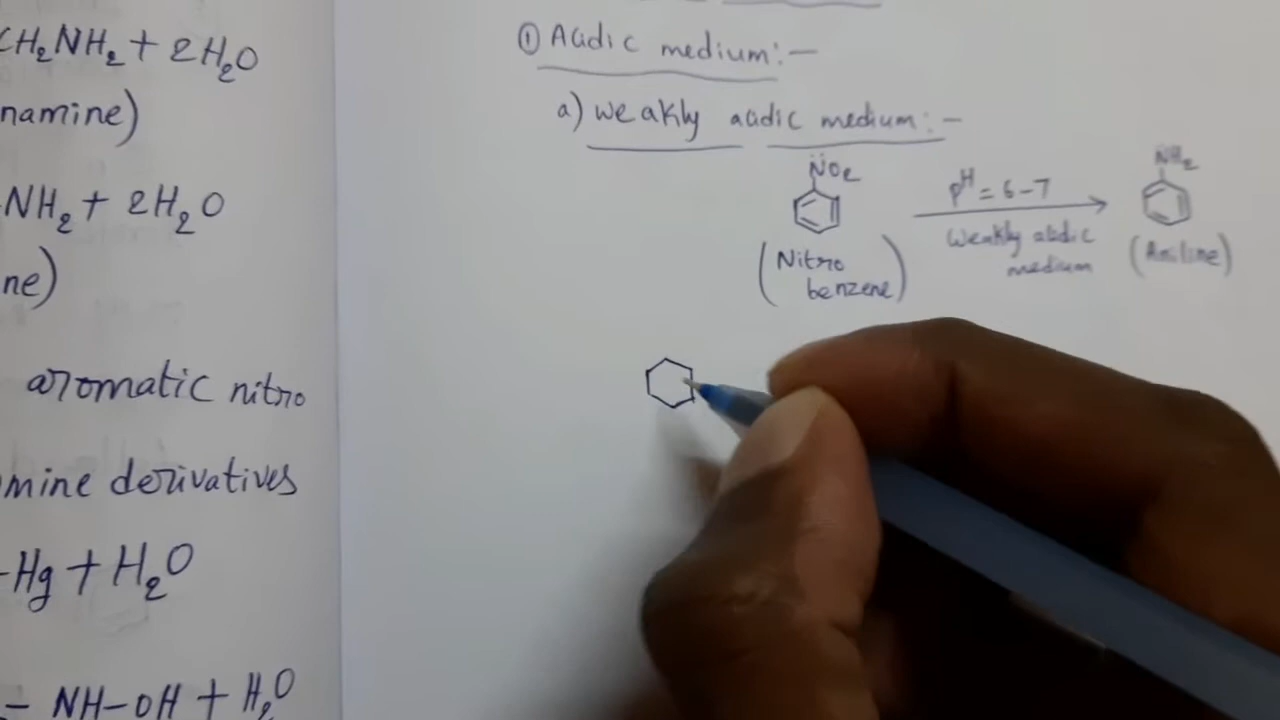 CH₂NH₂ + 2H₂O
namine)
NH₂ + 2H₂O
ne)
aromatic nitro
mine derivatives
-Hg + H₂O
– NH-OH + H₂O
① Acidic medium:-
a) weakly acidic medium:-
NO₂
pH = 6-7
NH₂
Weakly acidic
medium
(Nitro
benzene)
(Aniline)